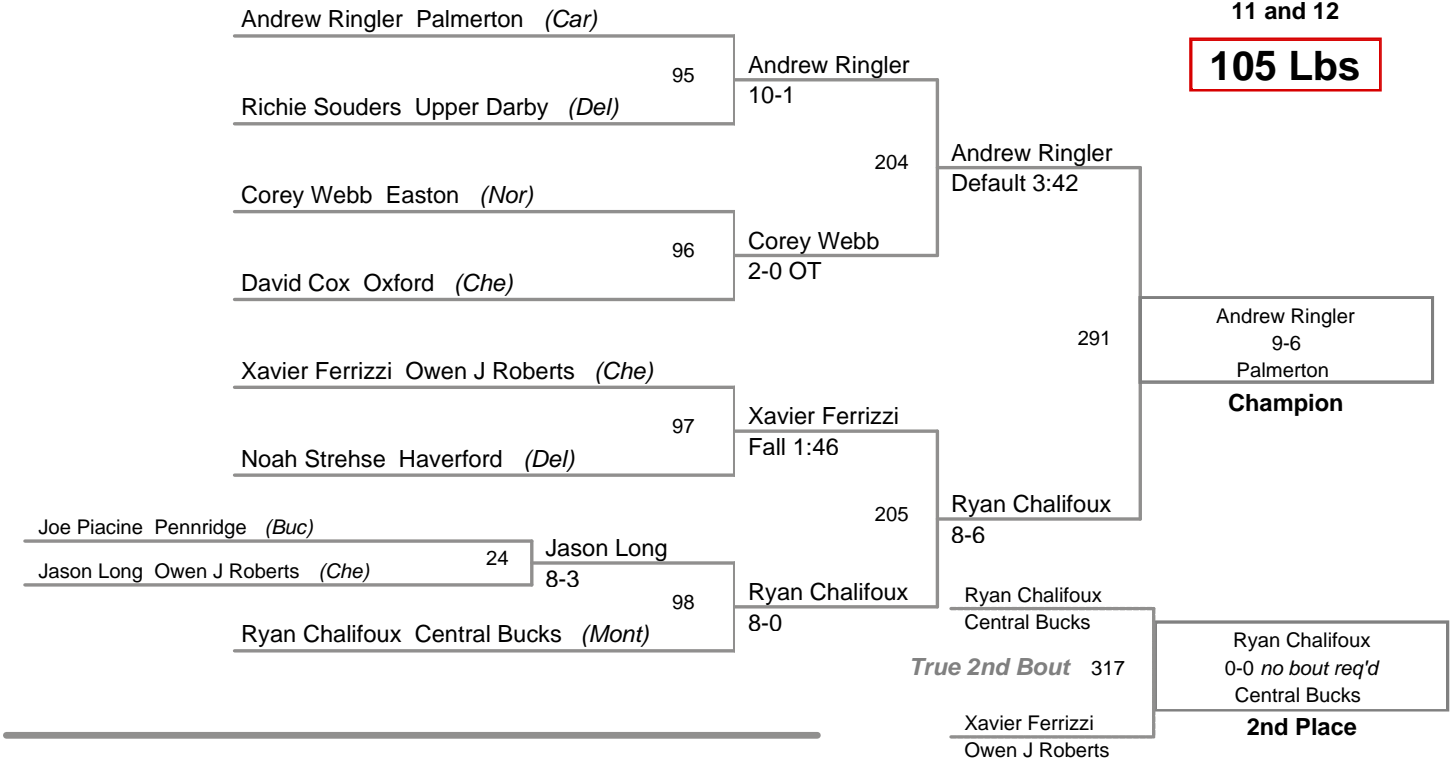 11 and 12
105 Lbs
Andrew Ringler Palmerton (Car)
95
Richie Souders Upper Darby (Del)
Andrew Ringler
10-1
204
Corey Webb Easton (Nor)
96
David Cox Oxford (Che)
Corey Webb
2-0 OT
Andrew Ringler
Default 3:42
291
Xavier Ferrizzi Owen J Roberts (Che)
97
Noah Strehse Haverford (Del)
Xavier Ferrizzi
Fall 1:46
205
Joe Piacine Pennridge (Buc)
24
Jason Long Owen J Roberts (Che)
Jason Long
8-3
98
Ryan Chalifoux Central Bucks (Mont)
Ryan Chalifoux
8-0
Ryan Chalifoux
8-6
Andrew Ringler
9-6
Palmerton
Champion
Ryan Chalifoux
Central Bucks
True 2nd Bout 317
Xavier Ferrizzi
Owen J Roberts
Ryan Chalifoux
0-0 no bout req'd
Central Bucks
2nd Place